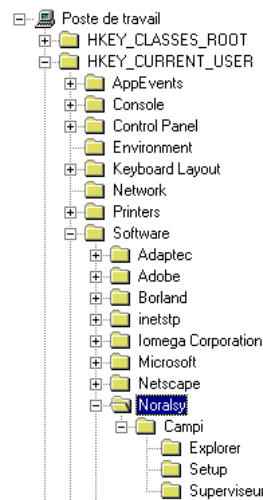 Poste de travail
HKEY_CLASSES_ROOT
HKEY_CURRENT_USER
AppEvents
Console
Control Panel
Environment
Keyboard Layout
Network
Printers
Software
Adaptec
Adobe
Borland
inetstp
Iomega Corporation
Microsoft
Netscape
Noralsy
Campi
Explorer
Setup
Superviseur